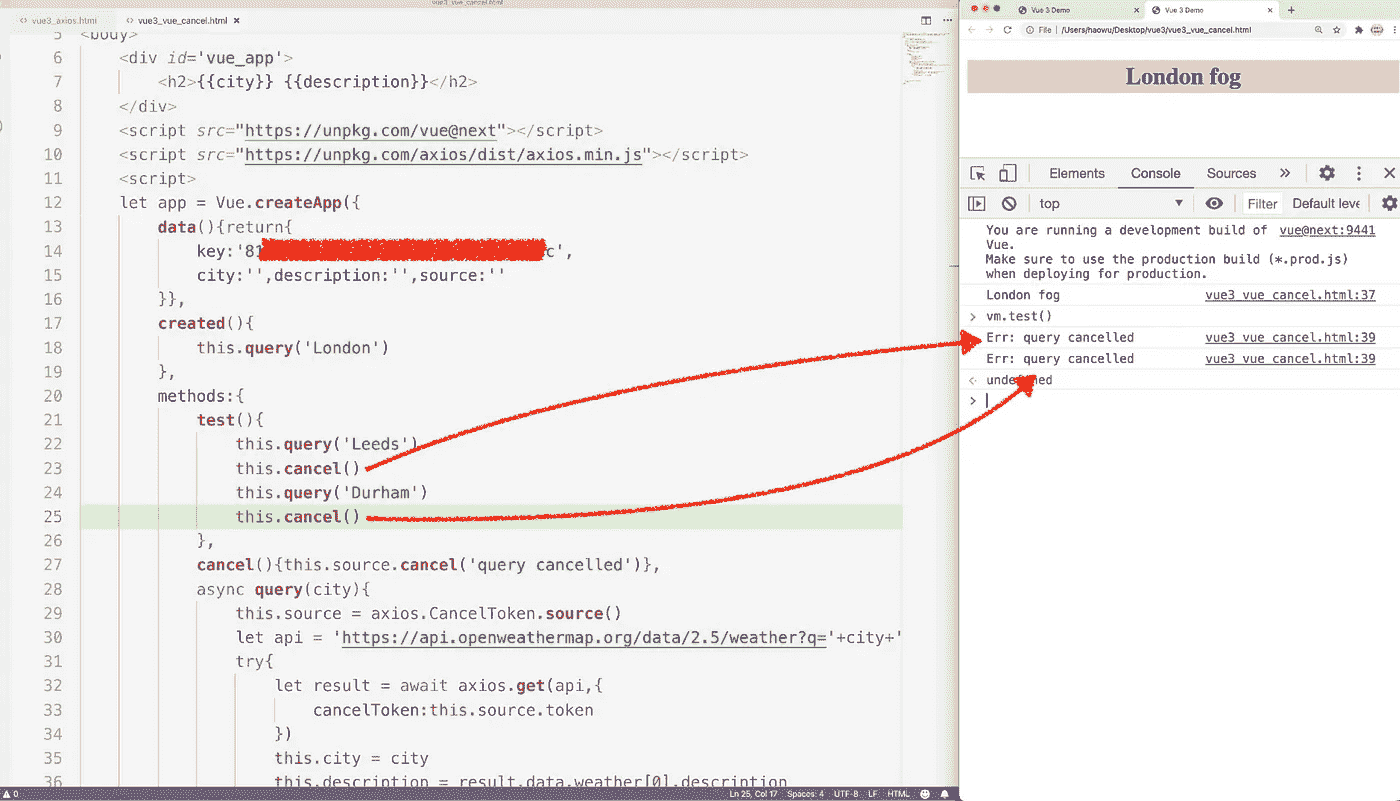 vue3_vue_cancel.html
vue3_axios.html
vue3_vue_cancel.html ×
5 <body>
6 <div id='vue_app'>
7 <h2>{{city}} {{description}}</h2>
8 </div>
9 <script src="https://unpkg.com/vue@next"></script>
10 <script src="https://unpkg.com/axios/dist/axios.min.js"></script>
11 <script>
12 let app = Vue.createApp({
13 data(){return{
14 key:'81 c',
15 city:'',description:'',source:''
16 }},
17 created(){
18 this.query('London')
19 },
20 methods:{
21 test(){
22 this.query('Leeds')
23 this.cancel()
24 this.query('Durham')
25 this.cancel()
26 },
27 cancel(){this.source.cancel('query cancelled')},
28 async query(city){
29 this.source = axios.CancelToken.source()
30 let api = 'https://api.openweathermap.org/data/2.5/weather?q='+city+'
31 try{
32 let result = await axios.get(api,{
33 cancelToken:this.source.token
34 })
35 this.city = city
36 this.description = result.data.weather[0].description
0
Ln 25, Col 17 Spaces: 4 UTF-8 LF HTML
Vue 3 Demo × Vue 3 Demo × +
File | /Users/haowu/Desktop/vue3/vue3_vue_cancel.html
London fog
Elements Console Sources »
top Filter Default leve
You are running a development build of vue@next:9441
Vue.
Make sure to use the production build (*.prod.js)
when deploying for production.
London fog vue3_vue_cancel.html:37
> vm.test()
Err: query cancelled vue3_vue_cancel.html:39
Err: query cancelled vue3_vue_cancel.html:39
undefined
>